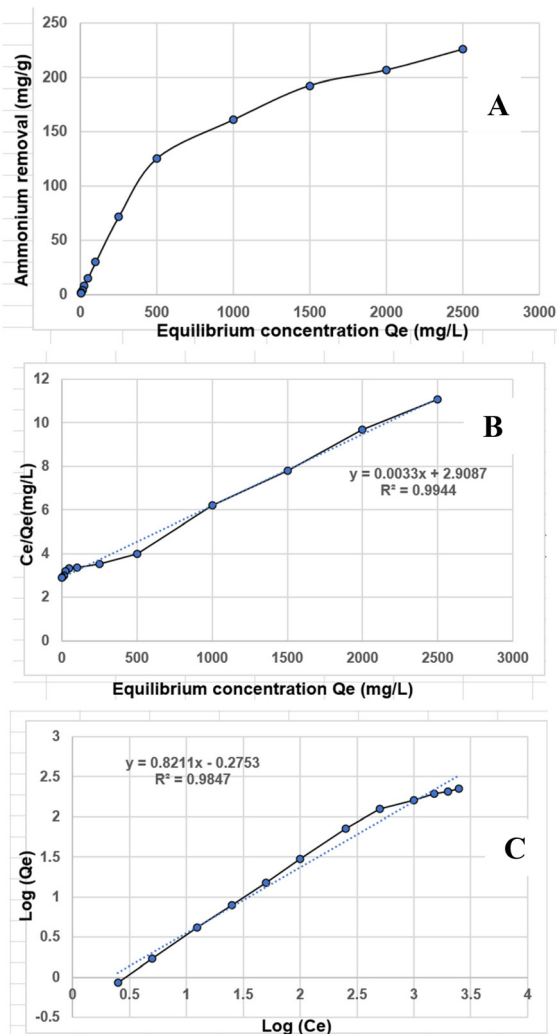 250
200
150
100
50
0
Ammonium removal (mg/g)
A
0 500 1000 1500 2000 2500 3000
Equilibrium concentration Qe (mg/L)
12
10
8
6
4
2
0
Ce/Qe(mg/L)
B
y = 0.0033x + 2.9087
R² = 0.9944
0 500 1000 1500 2000 2500 3000
Equilibrium concentration Qe (mg/L)
3
2.5
2
1.5
1
0.5
0
-0.5
Log (Qe)
y = 0.8211x - 0.2753
R² = 0.9847
C
0 0.5 1 1.5 2 2.5 3 3.5 4
Log (Ce)